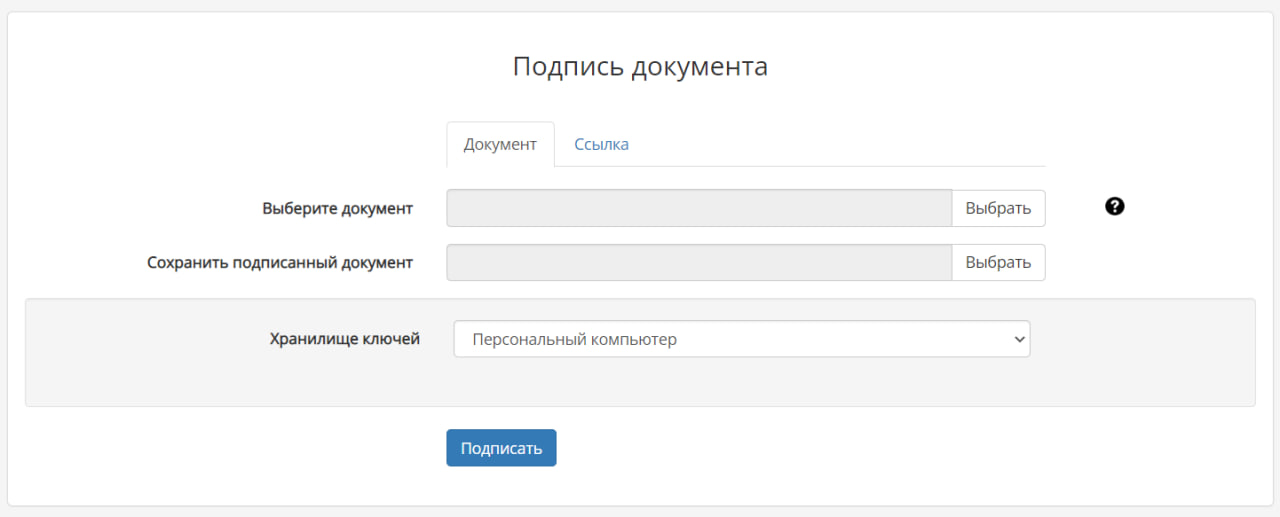 Подпись документа
Документ Ссылка
Выберите документ Выбрать ?
Сохранить подписанный документ Выбрать
Хранилище ключей Персональный компьютер
Подписать